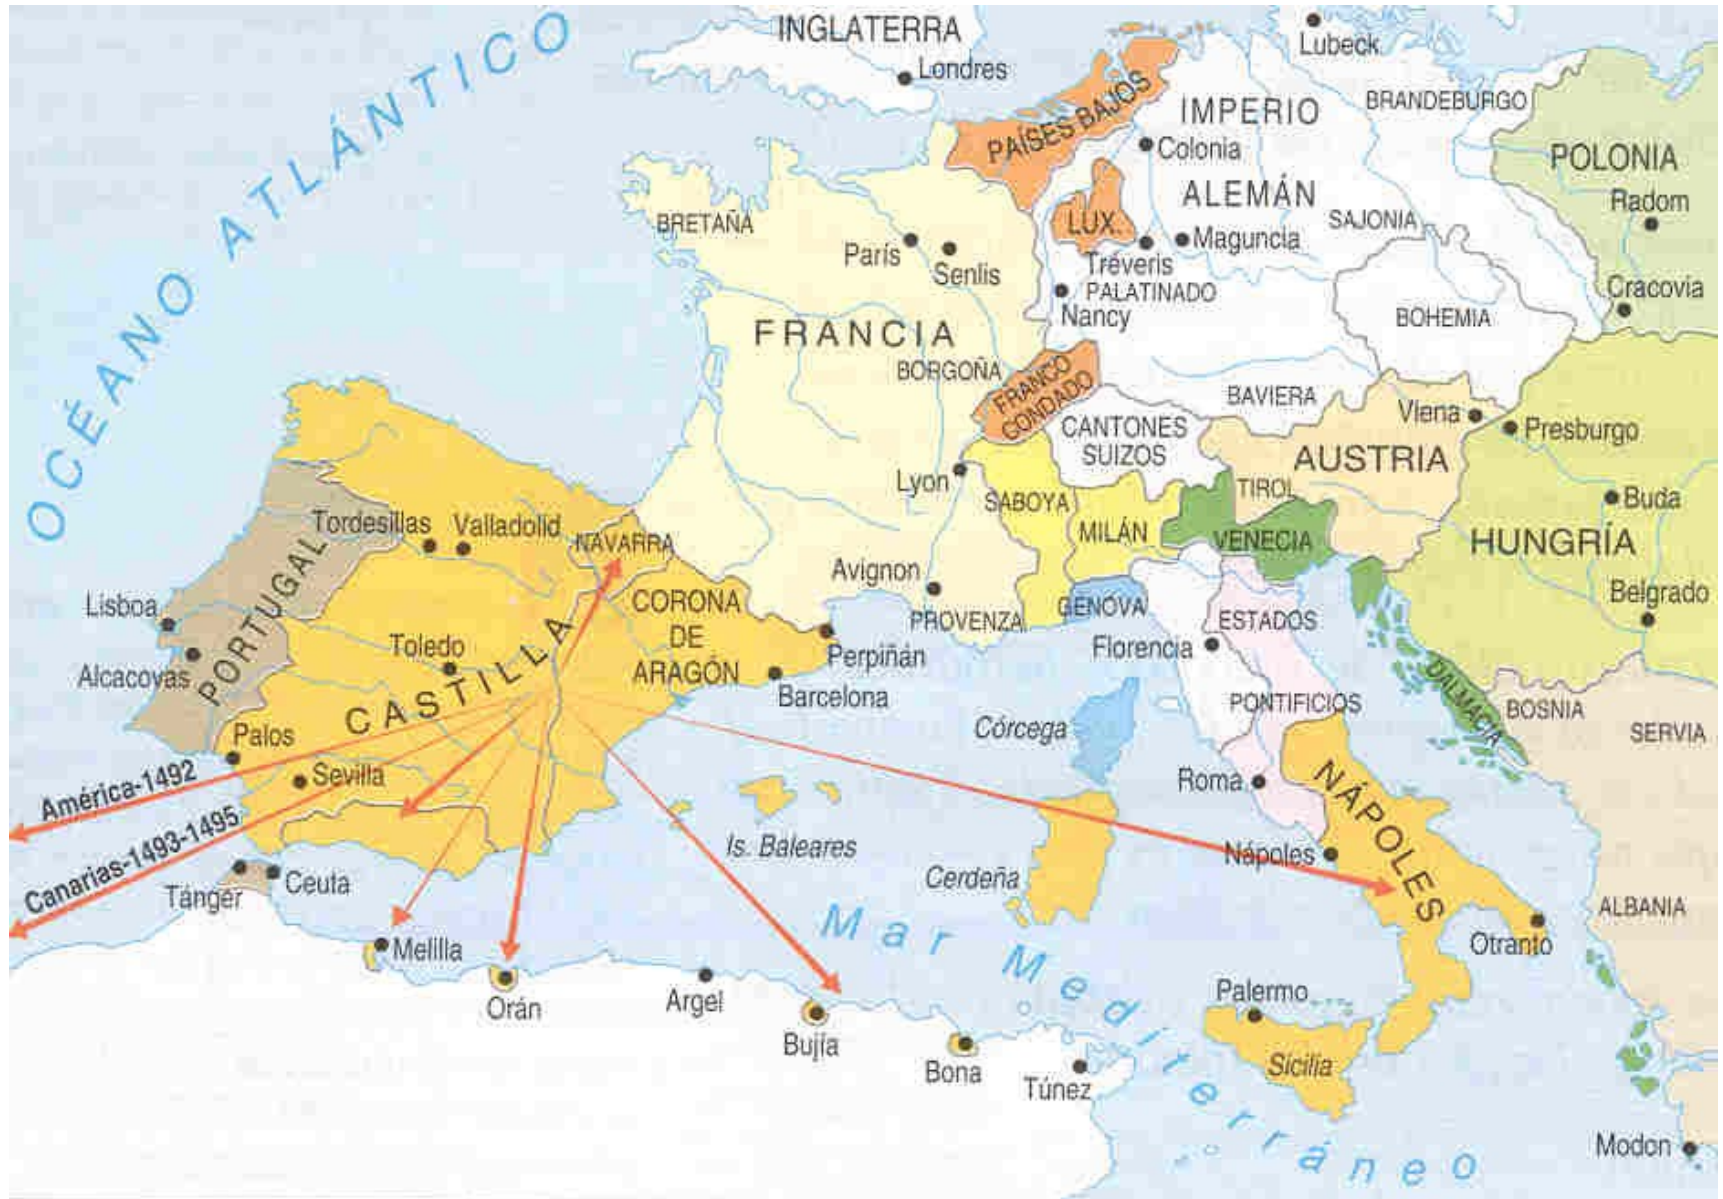 OCÉANO ATLÁNTICO
INGLATERRA
Londres
Lubeck
BRANDEBURGO
PAÍSES BAJOS
IMPERIO
ALEMÁN
Colonia
POLONIA
Radom
Cracovia
LUX.
Maguncia
SAJONIA
Tréveris
PALATINADO
Nancy
BOHEMIA
BRETAÑA
París
Senlis
FRANCIA
BORGOÑA
FRANCO
CONDADO
CANTONES
SUIZOS
BAVIERA
Viena
Presburgo
AUSTRIA
TIROL
Buda
HUNGRÍA
Belgrado
Lyon
SABOYA
MILÁN
VENECIA
Avignon
PROVENZA
GENOVA
ESTADOS
PONTIFICIOS
Florencia
DALMACIA
BOSNIA
SERVIA
Tordesillas
Valladolid
NAVARRA
PORTUGAL
Lisboa
Alcacovas
Toledo
CASTILLA
CORONA
DE
ARAGÓN
Perpiñán
Barcelona
Palos
Sevilla
América-1492
Canarias-1493-1495
Tánger
Ceuta
Is. Baleares
Córcega
Cerdeña
Roma
Nápoles
NÁPOLES
Otranto
ALBANIA
Mar Mediterráneo
Melilla
Orán
Argel
Bujía
Bona
Túnez
Palermo
Sicilia
Modon